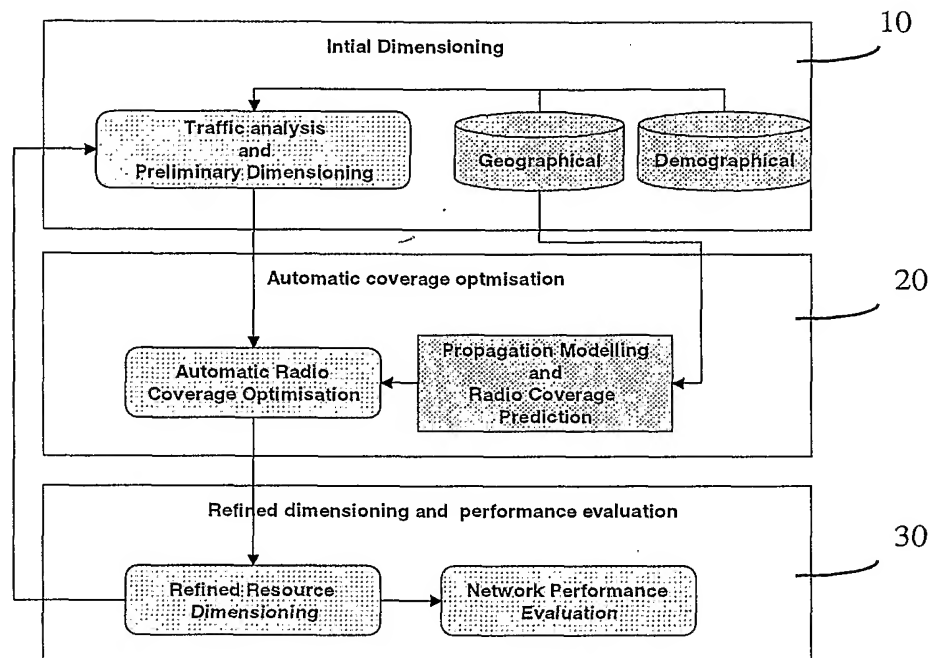 10
Intial Dimensioning
Traffic analysis
and
Preliminary Dimensioning
Geographical
Demographical
20
Automatic coverage optmisation
Automatic Radio
Coverage Optimisation
Propagation Modelling
and
Radio Coverage
Prediction
Refined dimensioning and performance evaluation
30
Refined Resource
Dimensioning
Network Performance
Evaluation